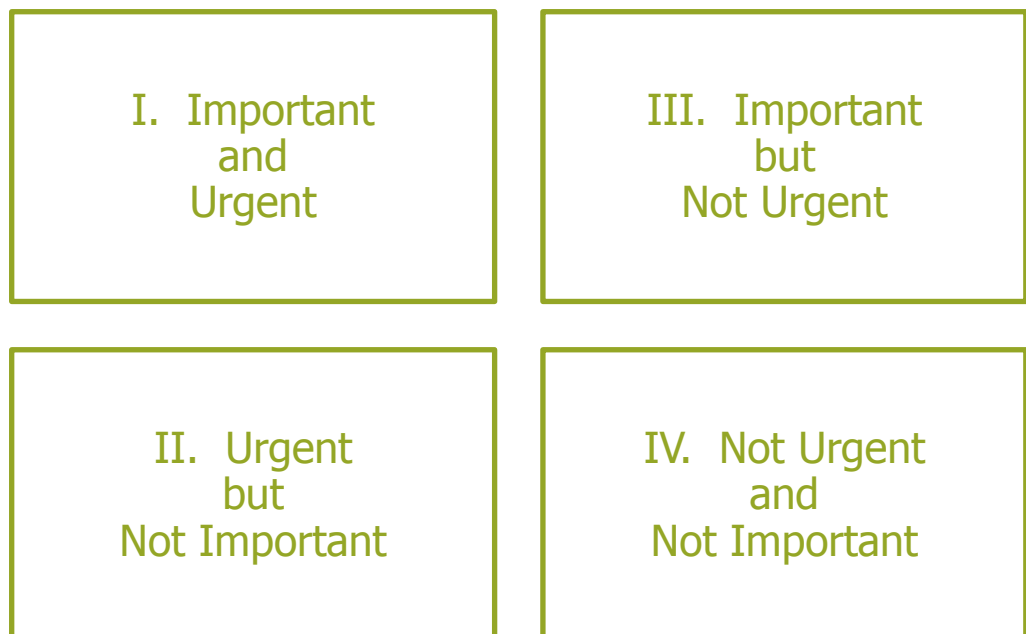 I. Important
and
Urgent
III. Important
but
Not Urgent
II. Urgent
but
Not Important
IV. Not Urgent
and
Not Important